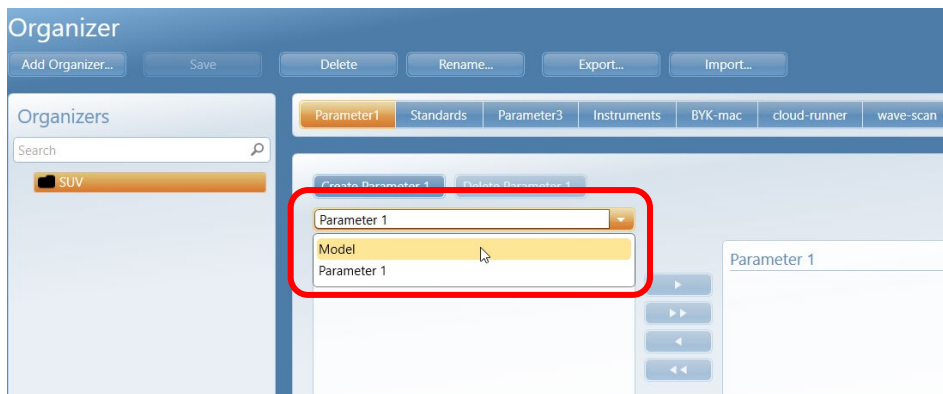 Organizer
Add Organizer... Save Delete Rename... Export... Import...
Organizers
Parameter1 Standards Parameter3 Instruments BYK-mac cloud-runner wave-scan
Search
SUV
Create Parameter 1 Delete Parameter 1
Parameter 1
Model
Parameter 1
Parameter 1